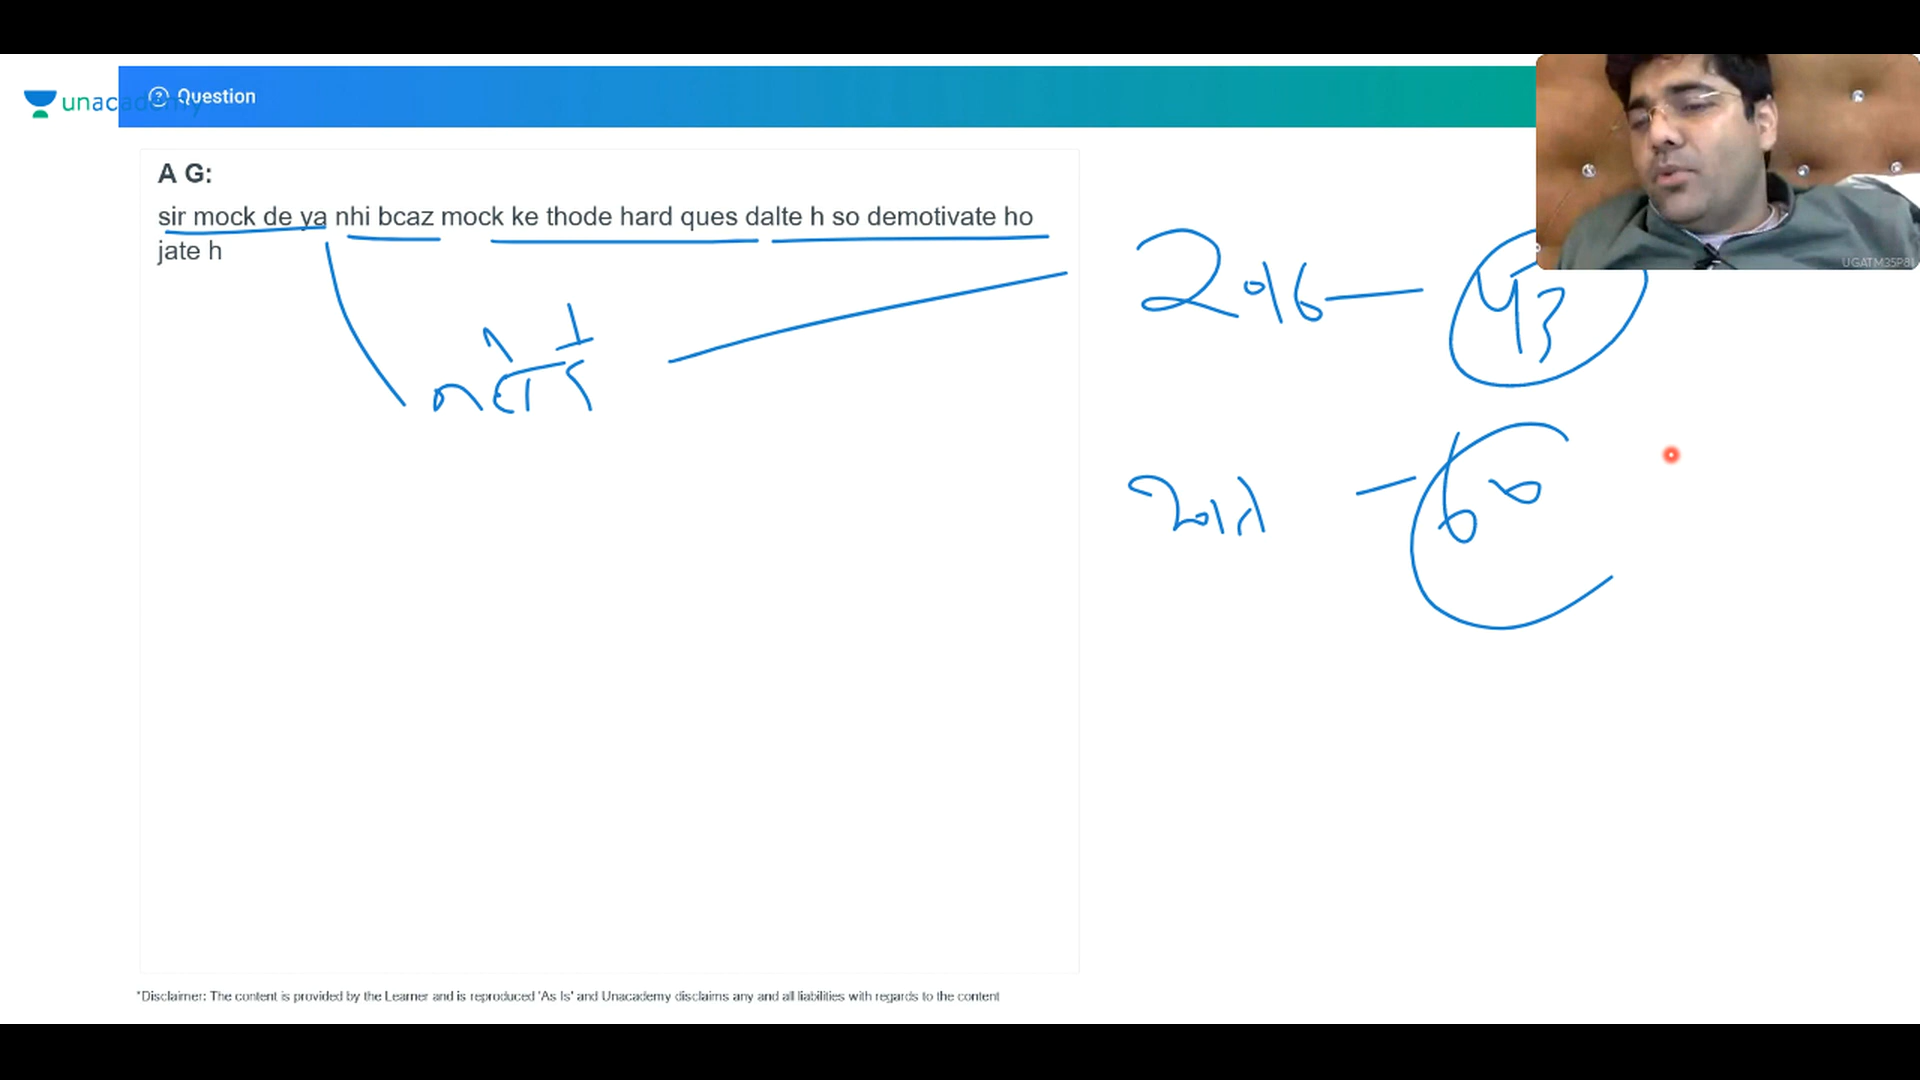 unacademy
Question
A G:
sir mock de ya nhi bcaz mock ke thode hard ques dalte h so demotivate ho
jate h
2016 — 43
60
UGATM35P8I
*Disclaimer: The content is provided by the Learner and is reproduced 'As Is' and Unacademy disclaims any and all liabilities with regards to the content